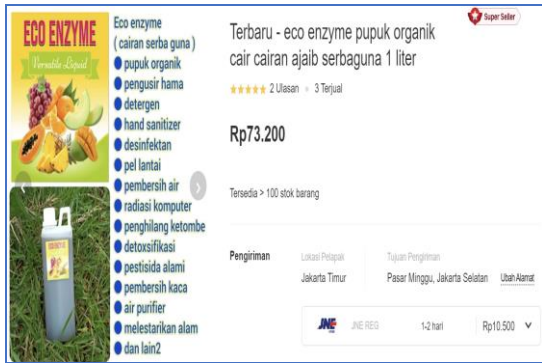 ECO ENZYME
Versatile Liquid
Eco enzyme
( cairan serba guna )
pupuk organik
pengusir hama
detergen
hand sanitizer
desinfektan
pel lantai
pembersih air
radiasi komputer
penghilang ketombe
detoxsifikasi
pestisida alami
pembersih kaca
air purifier
melestarikan alam
dan lain2
Super Seller
Terbaru - eco enzyme pupuk organik
cair cairan ajaib serbaguna 1 liter
2 Ulasan
3 Terjual
Rp73.200
Tersedia > 100 stok barang
Pengiriman
Lokasi Pelapak
Tujuan Pengiriman
Jakarta Timur
Pasar Minggu, Jakarta Selatan
Ubah Alamat
JNE
JNE REG
1-2 hari
Rp10.500